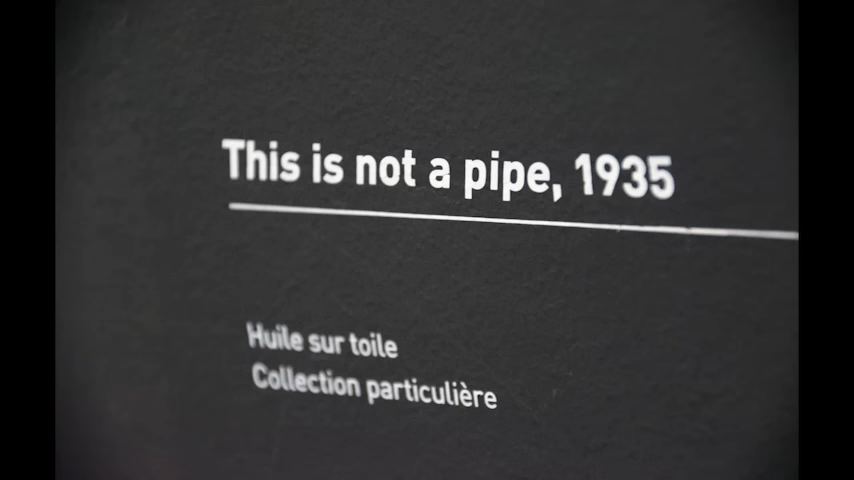 This is not a pipe, 1935
Huile sur toile
Collection particulière